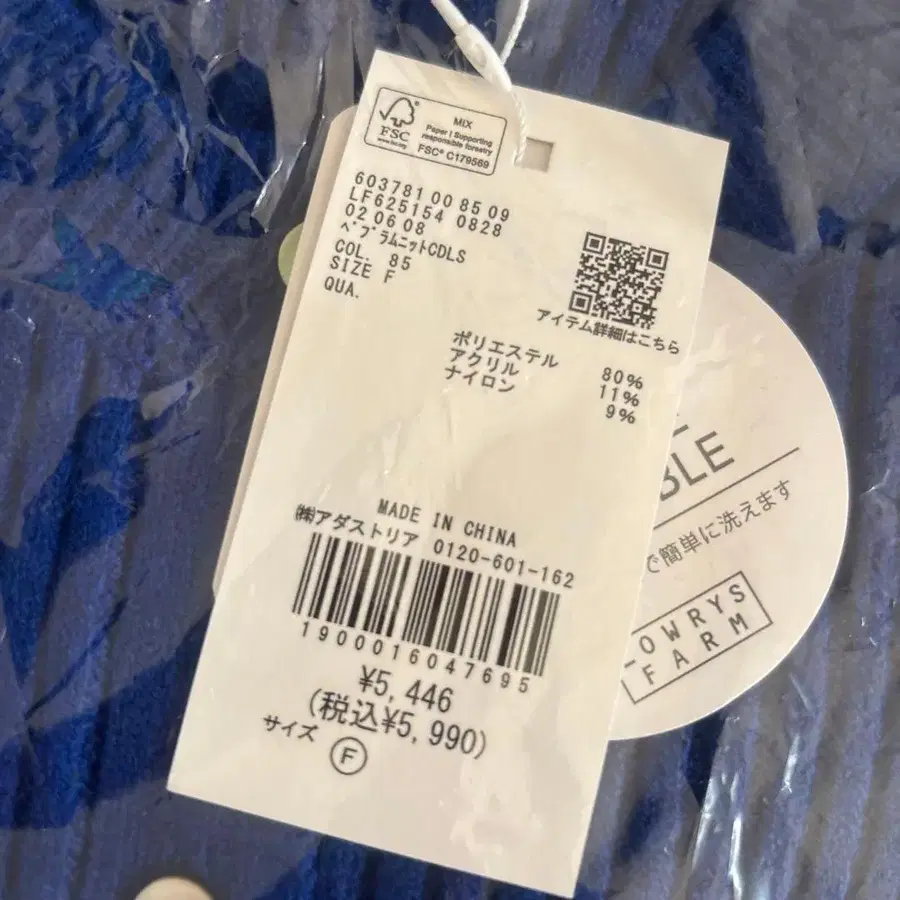 FSC
www.fsc.org
MIX
Paper | Supporting
responsible forestry
FSC® C179569
603781 00 85 09
LF625154 0828
02 06 08
ペプラムニットCDLS
COL. 85
SIZE F
QUA.
アイテム詳細はこちら
ポリエステル 80%
アクリル 11%
ナイロン 9%
MADE IN CHINA
㈱アダストリア 0120-601-162
1900016047695
¥5,446
(税込¥5,990)
サイズ
F
BLE
で簡単に洗えます
LOWRYS
FARM